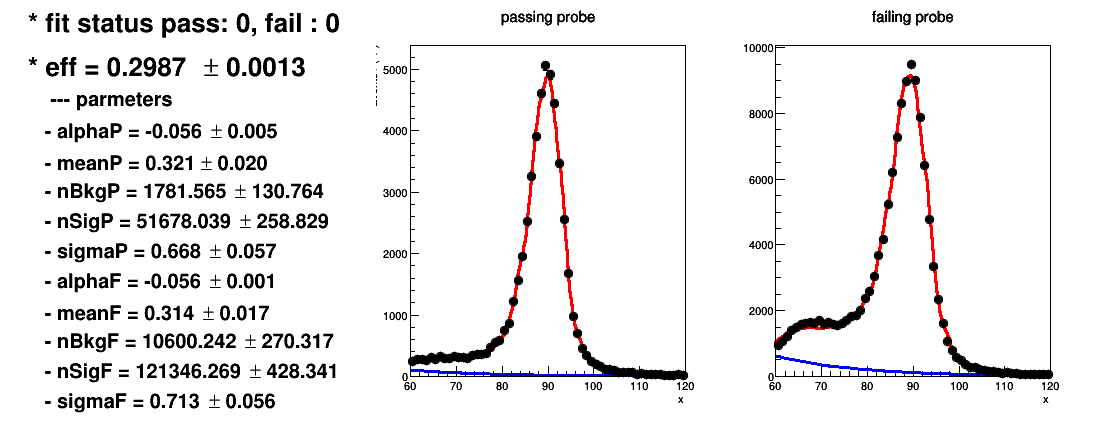 * fit status pass: 0, fail : 0
* eff = 0.2987 ± 0.0013
--- parmeters
- alphaP = -0.056 ± 0.005
- meanP = 0.321 ± 0.020
- nBkgP = 1781.565 ± 130.764
- nSigP = 51678.039 ± 258.829
- sigmaP = 0.668 ± 0.057
- alphaF = -0.056 ± 0.001
- meanF = 0.314 ± 0.017
- nBkgF = 10600.242 ± 270.317
- nSigF = 121346.269 ± 428.341
- sigmaF = 0.713 ± 0.056
passing probe
5000
4000
3000
2000
1000
0
60 70 80 90 100 110 120
x
failing probe
10000
8000
6000
4000
2000
0
60 70 80 90 100 110 120
x